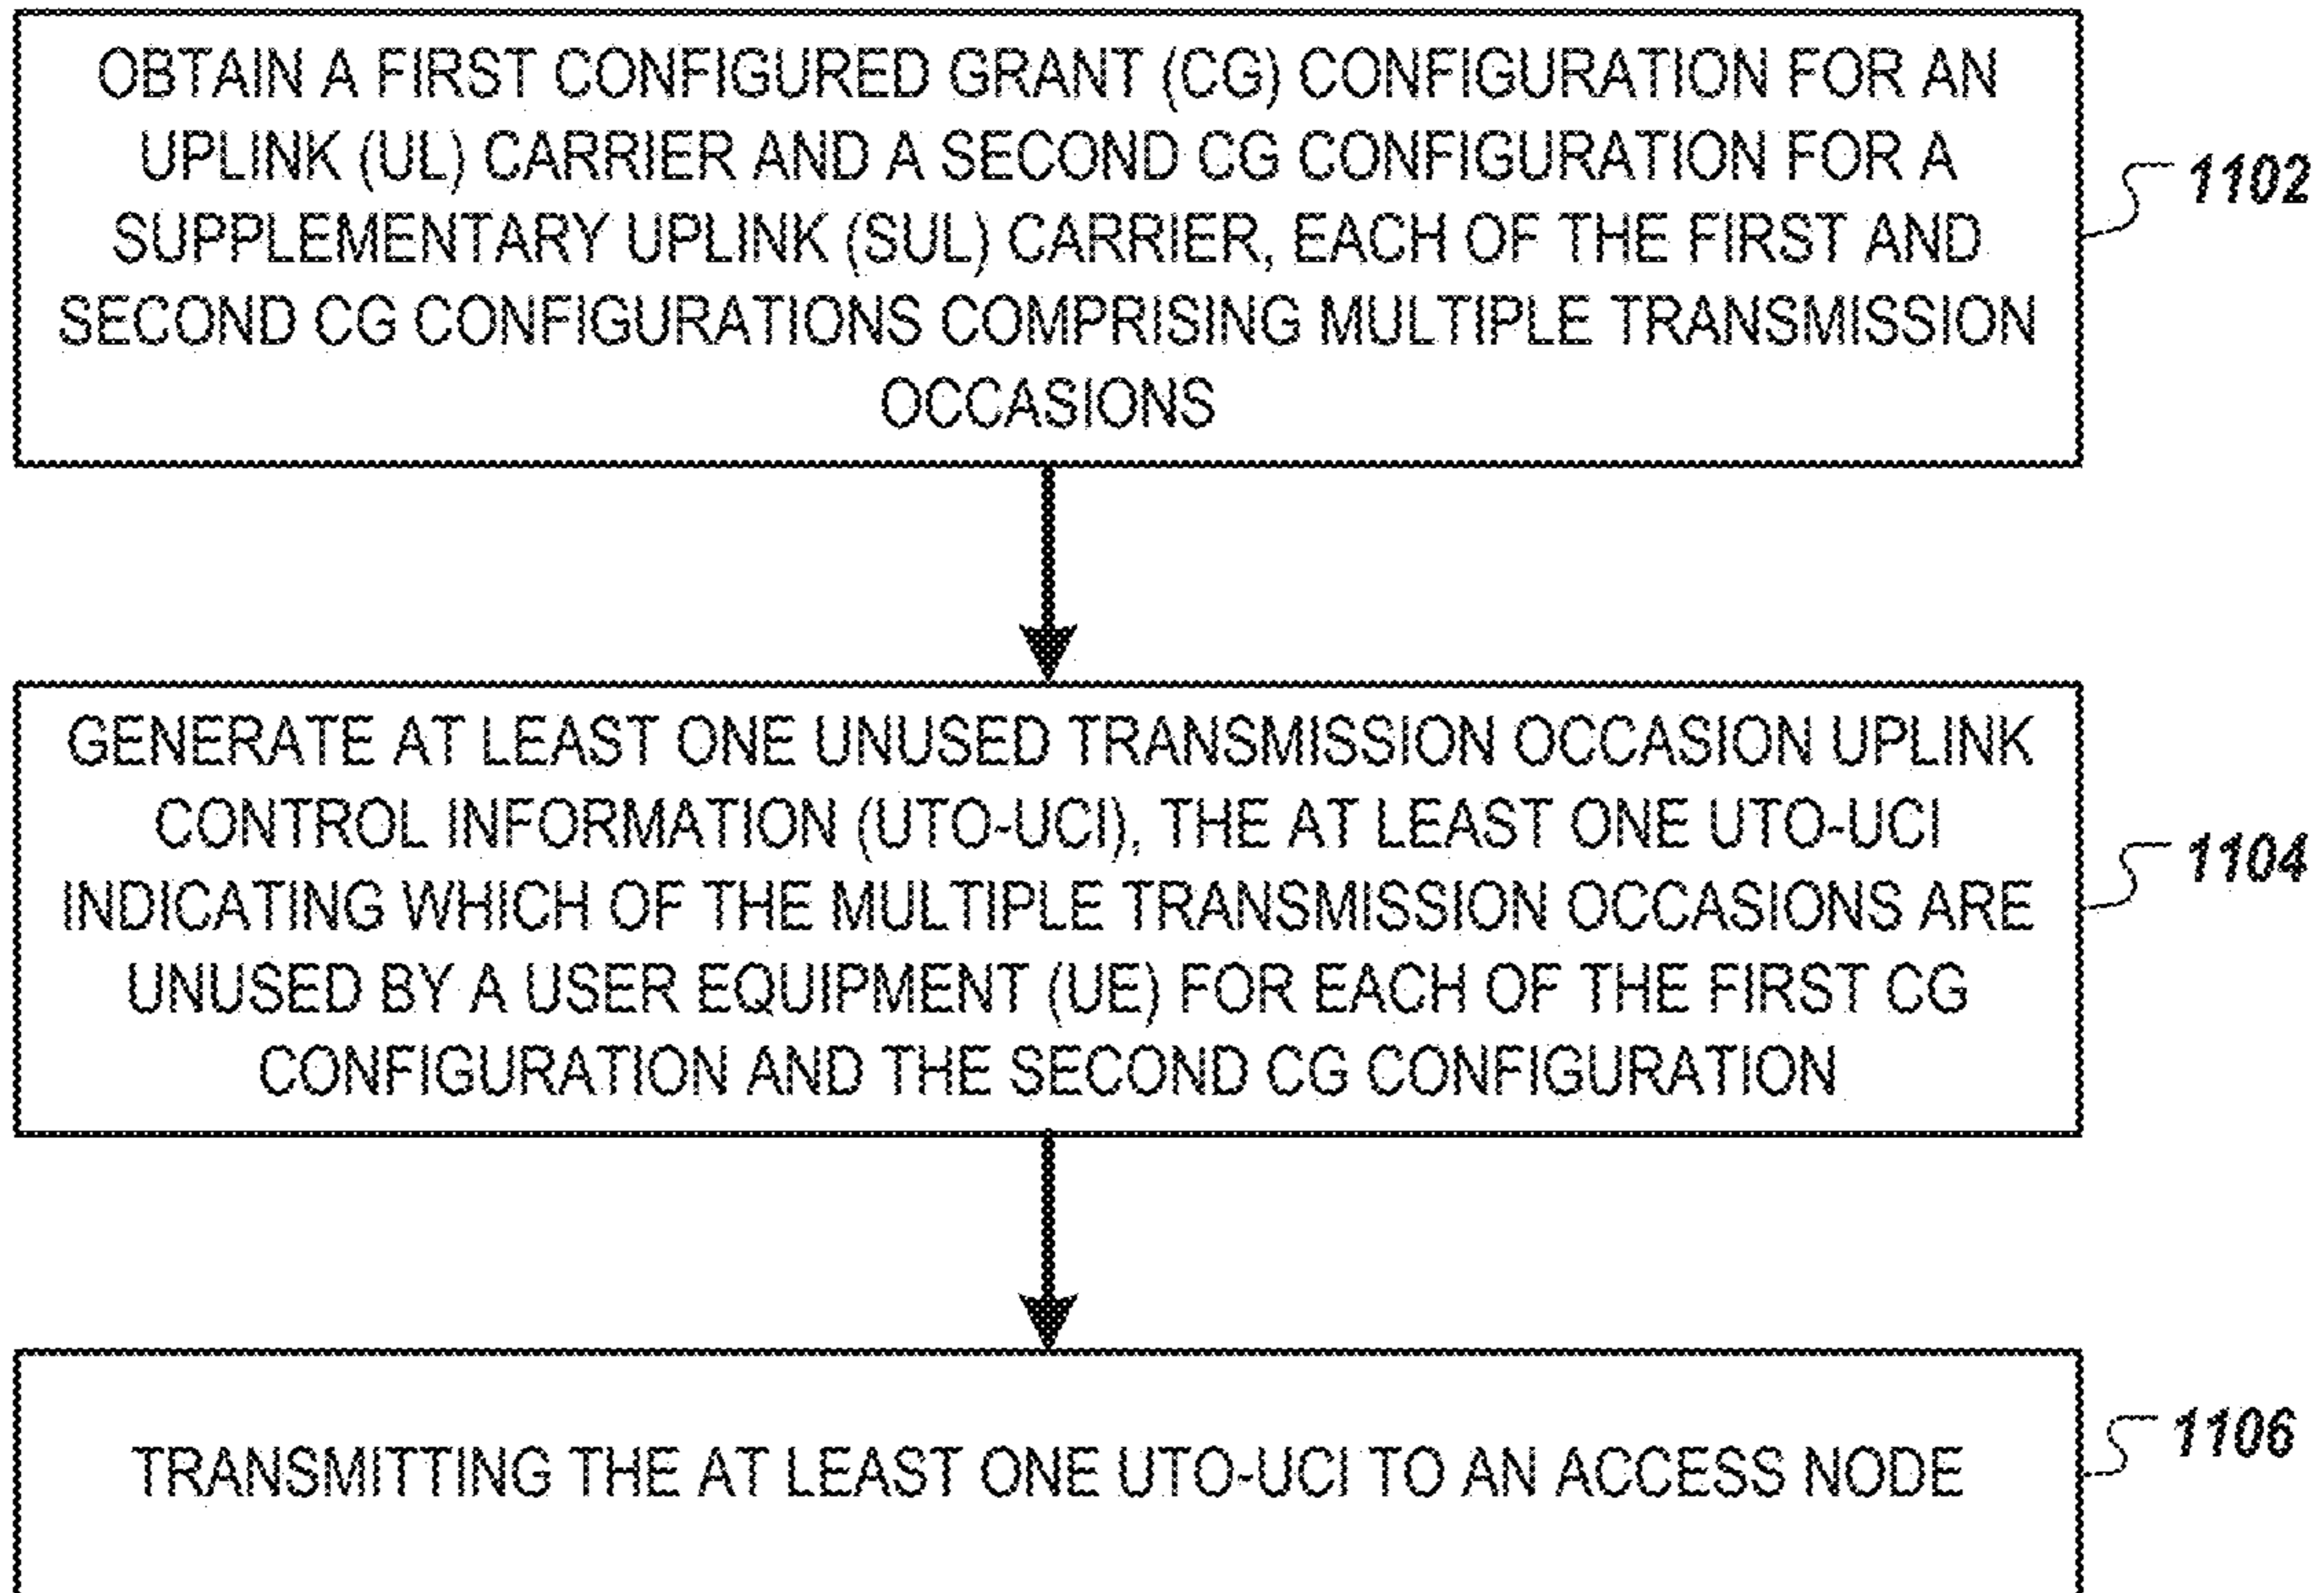 OBTAIN A FIRST CONFIGURED GRANT (CG) CONFIGURATION FOR AN
UPLINK (UL) CARRIER AND A SECOND CG CONFIGURATION FOR A
SUPPLEMENTARY UPLINK (SUL) CARRIER, EACH OF THE FIRST AND
SECOND CG CONFIGURATIONS COMPRISING MULTIPLE TRANSMISSION
OCCASIONS
1102
GENERATE AT LEAST ONE UNUSED TRANSMISSION OCCASION UPLINK
CONTROL INFORMATION (UTO-UCI), THE AT LEAST ONE UTO-UCI
INDICATING WHICH OF THE MULTIPLE TRANSMISSION OCCASIONS ARE
UNUSED BY A USER EQUIPMENT (UE) FOR EACH OF THE FIRST CG
CONFIGURATION AND THE SECOND CG CONFIGURATION
1104
TRANSMITTING THE AT LEAST ONE UTO-UCI TO AN ACCESS NODE
1106